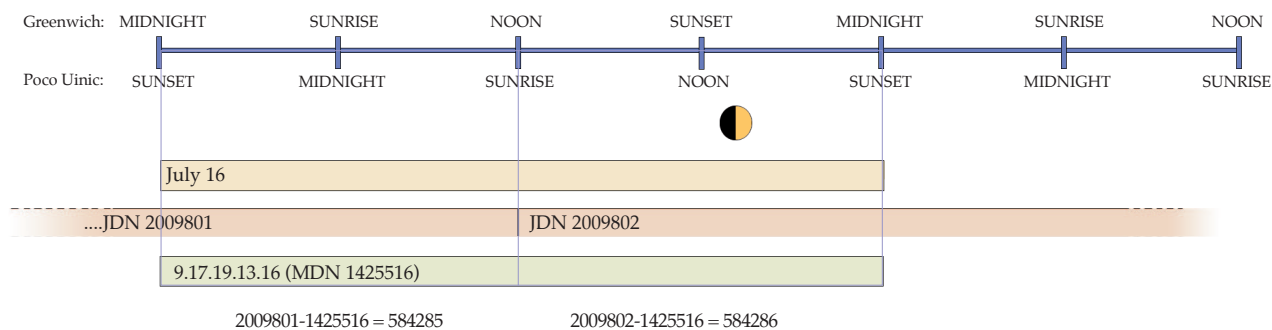 Greenwich: MIDNIGHT SUNRISE NOON SUNSET MIDNIGHT SUNRISE NOON
Poco Uinic: SUNSET MIDNIGHT SUNRISE NOON SUNSET MIDNIGHT SUNRISE
July 16
....JDN 2009801 JDN 2009802
9.17.19.13.16 (MDN 1425516)
2009801-1425516 = 584285 2009802-1425516 = 584286